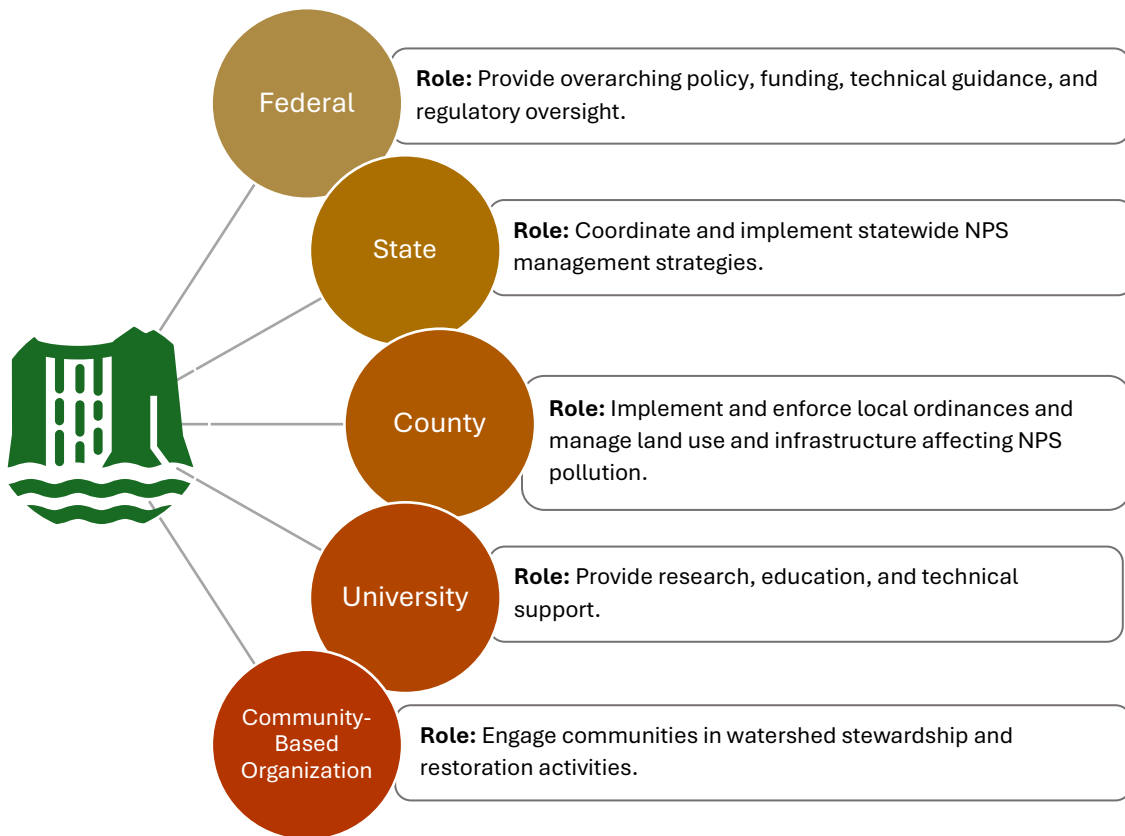 Federal
Role: Provide overarching policy, funding, technical guidance, and
regulatory oversight.
State
Role: Coordinate and implement statewide NPS
management strategies.
County
Role: Implement and enforce local ordinances and
manage land use and infrastructure affecting NPS
pollution.
University
Role: Provide research, education, and technical
support.
Community-
Based
Organization
Role: Engage communities in watershed stewardship and
restoration activities.